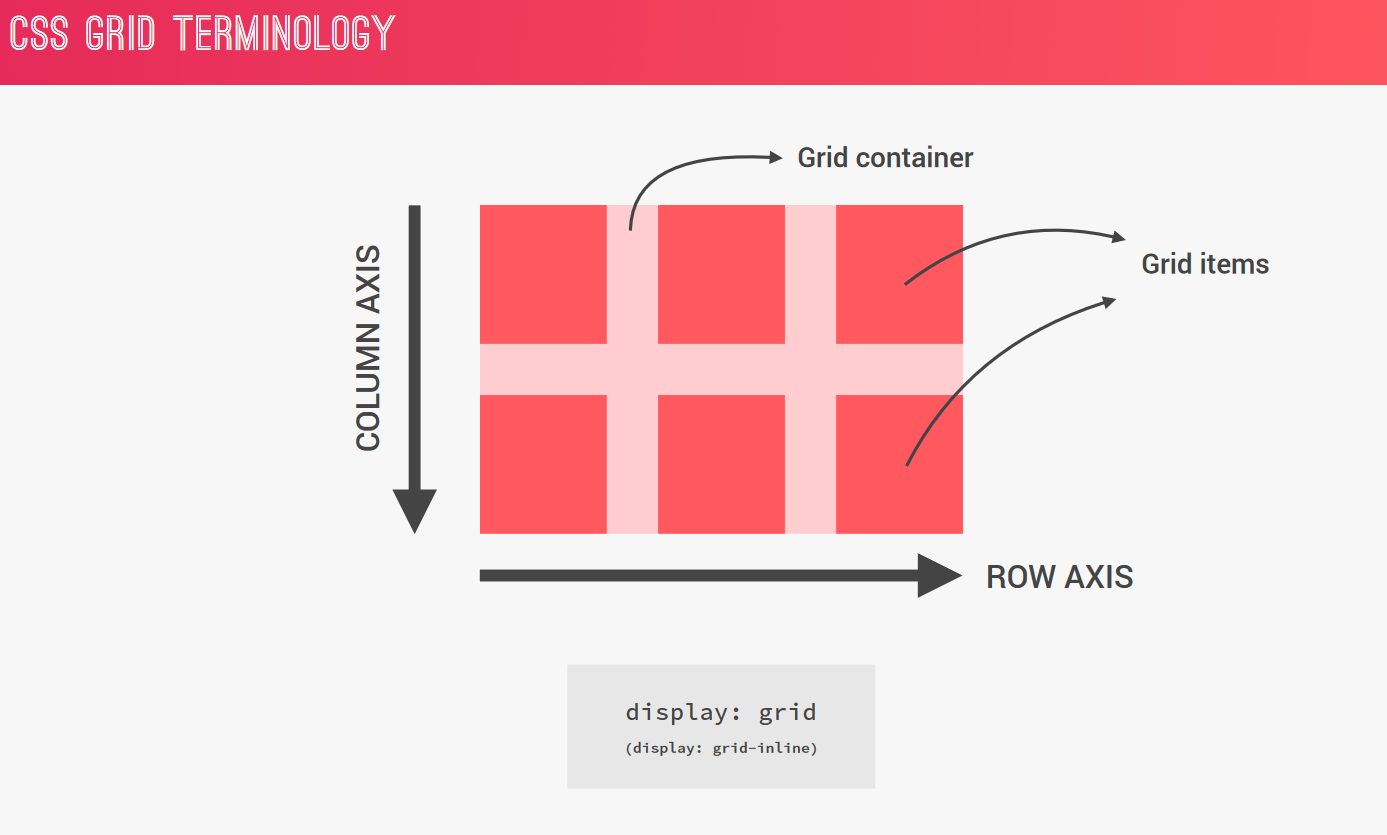 CSS GRID TERMINOLOGY
Grid container
Grid items
COLUMN AXIS
ROW AXIS
display: grid
(display: grid-inline)